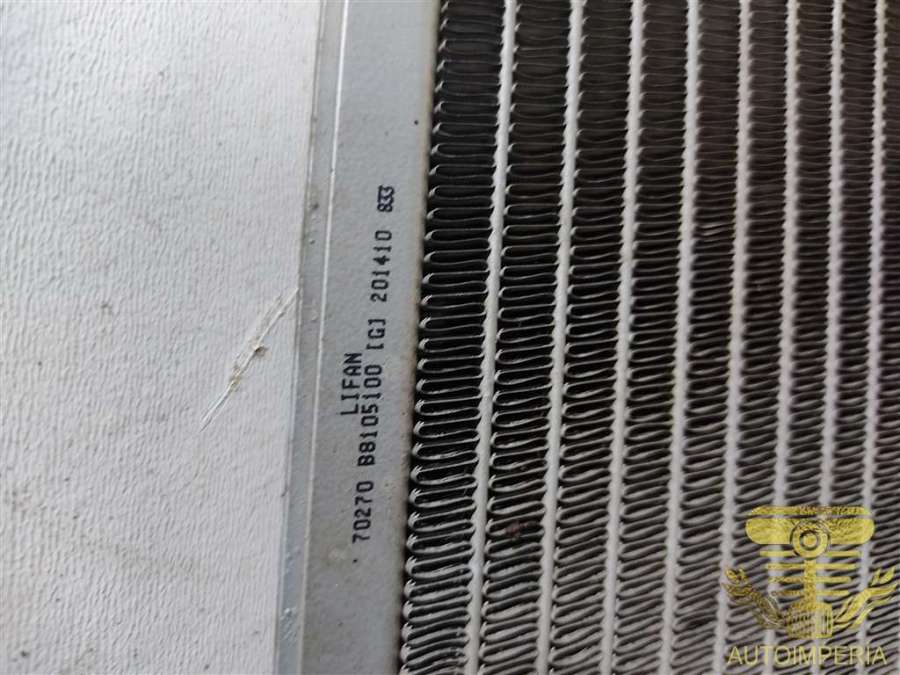 LIFAN
70270 B8105100 [G] 201410 833
AUTOIMPERIA